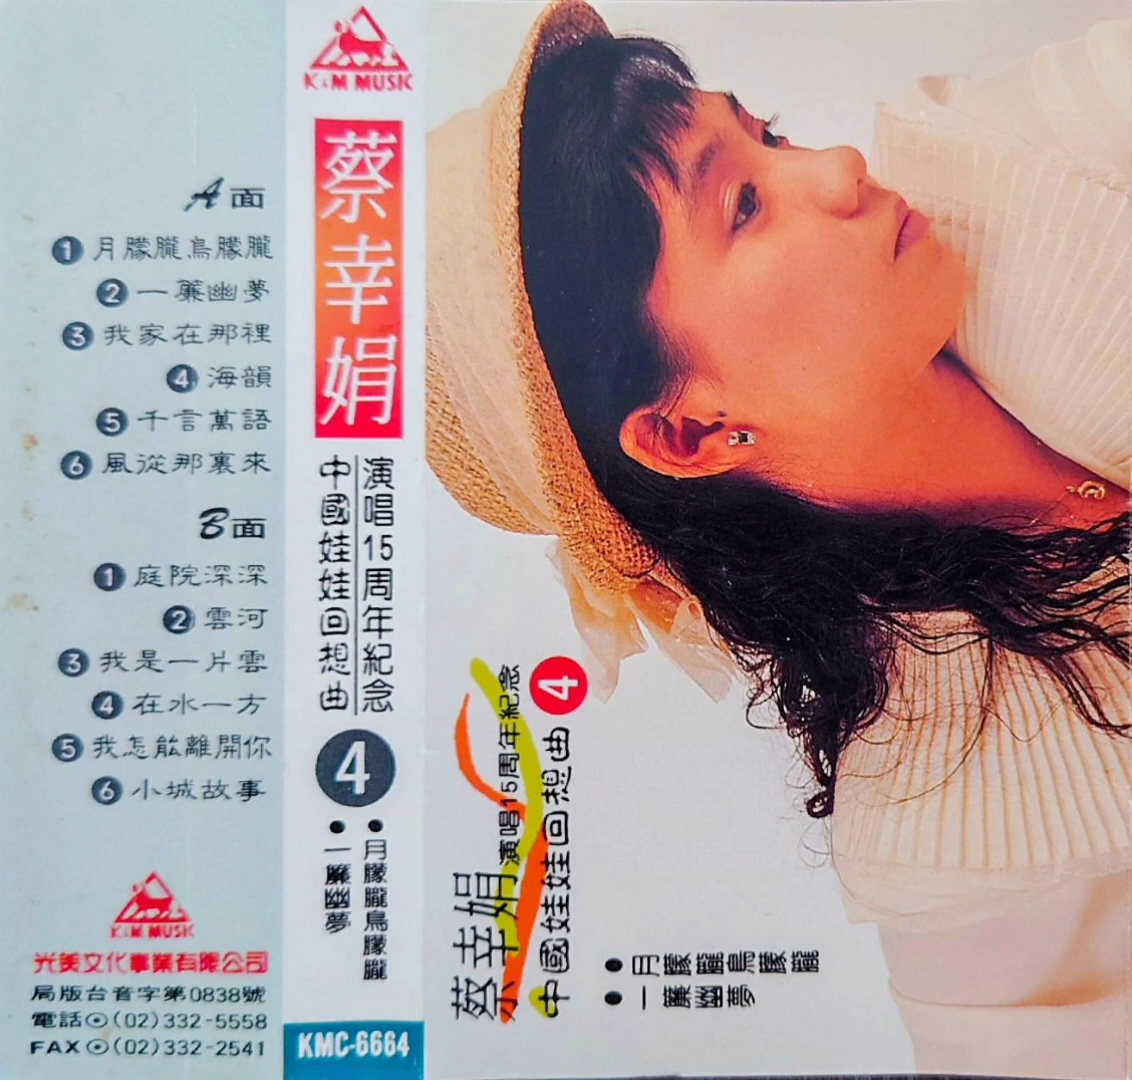 A面
1 月朦朧鳥朦朧
2 一簾幽夢
3 我家在那裡
4 海韻
5 千言萬語
6 風從那裏來
B面
1 庭院深深
2 雲河
3 我是一片雲
4 在水一方
5 我怎能離開你
6 小城故事
K&M MUSIC
光美文化事業有限公司
局版台音字第0838號
電話⊙(02)332-5558
FAX⊙(02)332-2541
K&M MUSIC
蔡幸娟
演唱15周年紀念
中國娃娃回想曲
4
●月朦朧鳥朦朧
●一簾幽夢
KMC-6664
蔡幸娟演唱15周年紀念
中國娃娃回想曲4
●月朦朧鳥朦朧
●一簾幽夢